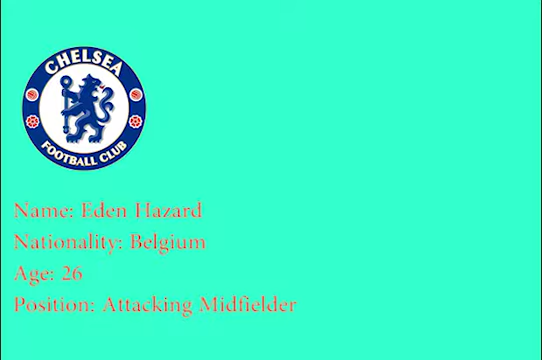 CHELSEA
FOOTBALL CLUB
Name: Eden Hazard
Nationality: Belgium
Age: 26
Position: Attacking Midfielder